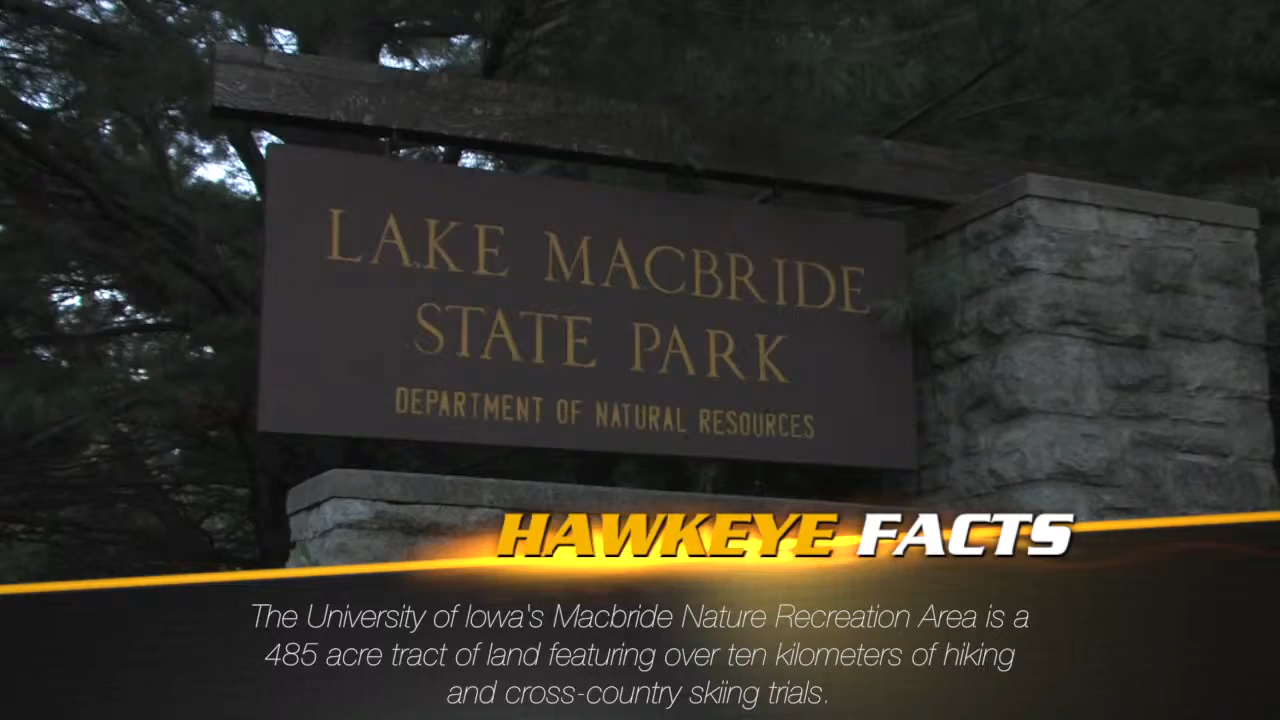 LAKE MACBRIDE
STATE PARK
DEPARTMENT OF NATURAL RESOURCES
HAWKEYE FACTS
The University of Iowa's Macbride Nature Recreation Area is a
485 acre tract of land featuring over ten kilometers of hiking
and cross-country skiing trials.